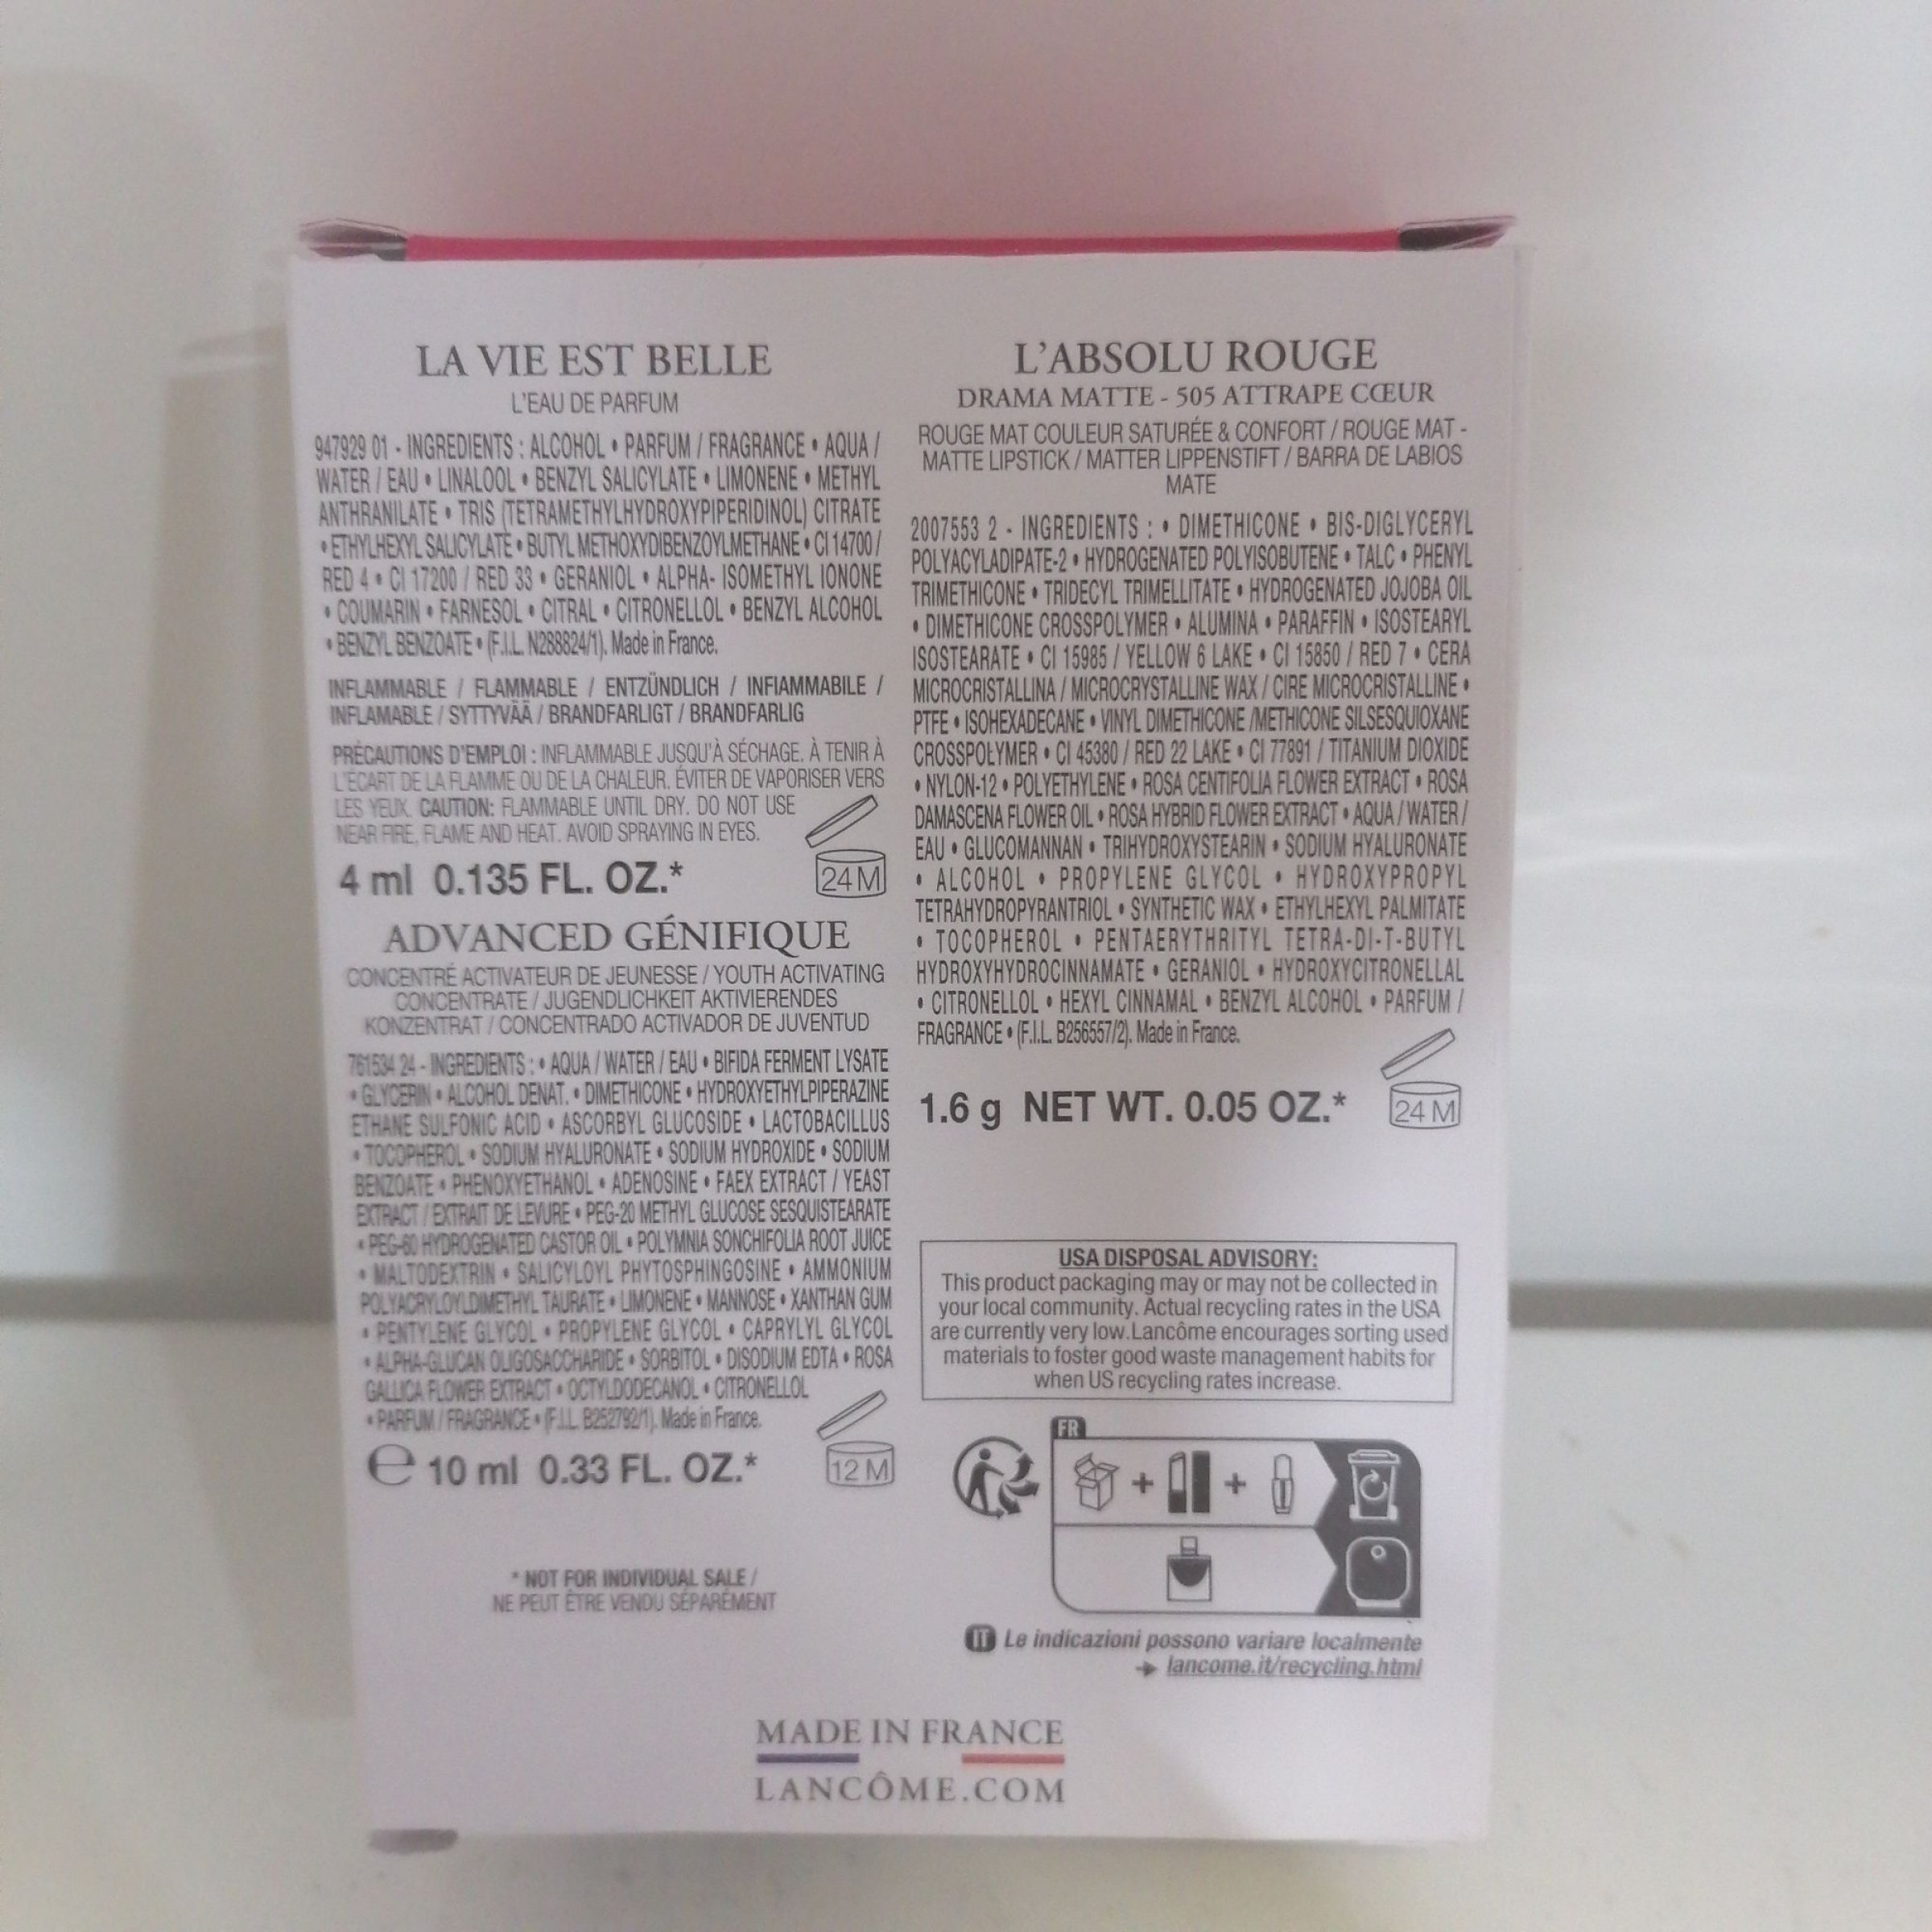 LA VIE EST BELLE
L'EAU DE PARFUM
947929 01 - INGREDIENTS : ALCOHOL • PARFUM / FRAGRANCE • AQUA /
WATER / EAU • LINALOOL • BENZYL SALICYLATE • LIMONENE • METHYL
ANTHRANILATE • TRIS (TETRAMETHYLHYDROXYPIPERIDINOL) CITRATE
• ETHYLHEXYL SALICYLATE • BUTYL METHOXYDIBENZOYLMETHANE • CI 14700 /
RED 4 • CI 17200 / RED 33 • GERANIOL • ALPHA- ISOMETHYL IONONE
• COUMARIN • FARNESOL • CITRAL • CITRONELLOL • BENZYL ALCOHOL
• BENZYL BENZOATE • (F.I.L. N288824/1). Made in France.
INFLAMMABLE / FLAMMABLE / ENTZÜNDLICH / INFIAMMABILE /
INFLAMABLE / SYTTYVÄÄ / BRANDFARLIGT / BRANDFARLIG
PRÉCAUTIONS D'EMPLOI : INFLAMMABLE JUSQU'À SÉCHAGE. À TENIR À
L'ÉCART DE LA FLAMME OU DE LA CHALEUR. ÉVITER DE VAPORISER VERS
LES YEUX. CAUTION: FLAMMABLE UNTIL DRY. DO NOT USE
NEAR FIRE, FLAME AND HEAT. AVOID SPRAYING IN EYES.
4 ml 0.135 FL. OZ.*
24M
ADVANCED GÉNIFIQUE
CONCENTRÉ ACTIVATEUR DE JEUNESSE / YOUTH ACTIVATING
CONCENTRATE / JUGENDLICHKEIT AKTIVIERENDES
KONZENTRAT / CONCENTRADO ACTIVADOR DE JUVENTUD
761534 24 - INGREDIENTS : • AQUA / WATER / EAU • BIFIDA FERMENT LYSATE
• GLYCERIN • ALCOHOL DENAT. • DIMETHICONE • HYDROXYETHYLPIPERAZINE
ETHANE SULFONIC ACID • ASCORBYL GLUCOSIDE • LACTOBACILLUS
• TOCOPHEROL • SODIUM HYALURONATE • SODIUM HYDROXIDE • SODIUM
BENZOATE • PHENOXYETHANOL • ADENOSINE • FAEX EXTRACT / YEAST
EXTRACT / EXTRAIT DE LEVURE • PEG-20 METHYL GLUCOSE SESQUISTEARATE
• PEG-60 HYDROGENATED CASTOR OIL • POLYMNIA SONCHIFOLIA ROOT JUICE
• MALTODEXTRIN • SALICYLOYL PHYTOSPHINGOSINE • AMMONIUM
POLYACRYLOYLDIMETHYL TAURATE • LIMONENE • MANNOSE • XANTHAN GUM
• PENTYLENE GLYCOL • PROPYLENE GLYCOL • CAPRYLYL GLYCOL
• ALPHA-GLUCAN OLIGOSACCHARIDE • SORBITOL • DISODIUM EDTA • ROSA
GALLICA FLOWER EXTRACT • OCTYLDODECANOL • CITRONELLOL
• PARFUM / FRAGRANCE • (F.I.L. B252792/1). Made in France.
℮ 10 ml 0.33 FL. OZ.*
12 M
* NOT FOR INDIVIDUAL SALE /
NE PEUT ÊTRE VENDU SÉPARÉMENT
L'ABSOLU ROUGE
DRAMA MATTE - 505 ATTRAPE CŒUR
ROUGE MAT COULEUR SATURÉE & CONFORT / ROUGE MAT -
MATTE LIPSTICK / MATTER LIPPENSTIFT / BARRA DE LABIOS
MATE
2007553 2 - INGREDIENTS : • DIMETHICONE • BIS-DIGLYCERYL
POLYACYLADIPATE-2 • HYDROGENATED POLYISOBUTENE • TALC • PHENYL
TRIMETHICONE • TRIDECYL TRIMELLITATE • HYDROGENATED JOJOBA OIL
• DIMETHICONE CROSSPOLYMER • ALUMINA • PARAFFIN • ISOSTEARYL
ISOSTEARATE • CI 15985 / YELLOW 6 LAKE • CI 15850 / RED 7 • CERA
MICROCRISTALLINA / MICROCRYSTALLINE WAX / CIRE MICROCRISTALLINE •
PTFE • ISOHEXADECANE • VINYL DIMETHICONE /METHICONE SILSESQUIOXANE
CROSSPOLYMER • CI 45380 / RED 22 LAKE • CI 77891 / TITANIUM DIOXIDE
• NYLON-12 • POLYETHYLENE • ROSA CENTIFOLIA FLOWER EXTRACT • ROSA
DAMASCENA FLOWER OIL • ROSA HYBRID FLOWER EXTRACT • AQUA / WATER /
EAU • GLUCOMANNAN • TRIHYDROXYSTEARIN • SODIUM HYALURONATE
• ALCOHOL • PROPYLENE GLYCOL • HYDROXYPROPYL
TETRAHYDROPYRANTRIOL • SYNTHETIC WAX • ETHYLHEXYL PALMITATE
• TOCOPHEROL • PENTAERYTHRITYL TETRA-DI-T-BUTYL
HYDROXYHYDROCINNAMATE • GERANIOL • HYDROXYCITRONELLAL
• CITRONELLOL • HEXYL CINNAMAL • BENZYL ALCOHOL • PARFUM /
FRAGRANCE • (F.I.L. B256557/2). Made in France.
1.6 g NET WT. 0.05 OZ.*
24 M
USA DISPOSAL ADVISORY:
This product packaging may or may not be collected in
your local community. Actual recycling rates in the USA
are currently very low.Lancôme encourages sorting used
materials to foster good waste management habits for
when US recycling rates increase.
FR
+ +
IT Le indicazioni possono variare localmente
→ lancome.it/recycling.html
MADE IN FRANCE
LANCÔME.COM